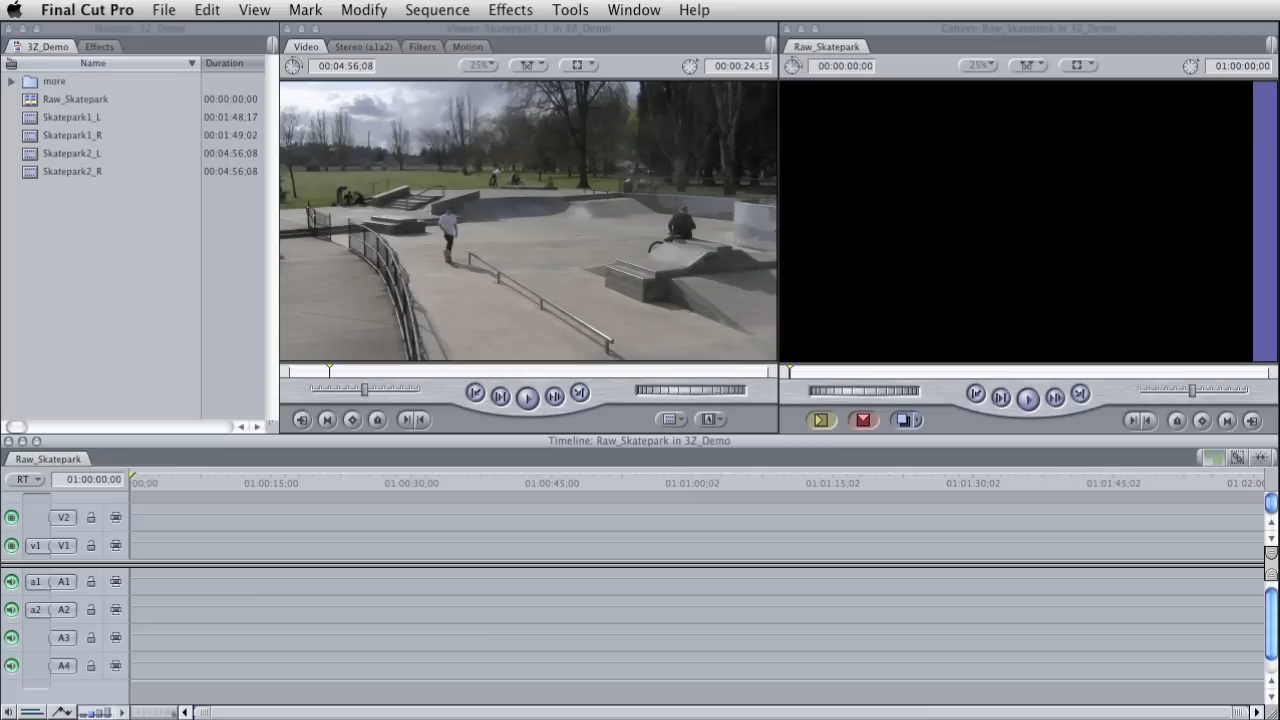 Final Cut Pro File Edit View Mark Modify Sequence Effects Tools Window Help
3Z_Demo Effects
Name Duration
more
Raw_Skatepark 00:00:00;00
Skatepark1_L 00:01:48,17
Skatepark1_R 00:01:49;02
Skatepark2_L 00:04:56;08
Skatepark2_R 00:04:56;08
Video Stereo (a1a2) Filters Motion
00:04:56;08 25% 00:00:24;15
Raw_Skatepark
00:00:00;00 25% 01:00:00;00
Timeline: Raw_Skatepark in 3Z_Demo
Raw_Skatepark
RT 01:00:00;00 00;00 01:00:15;00 01:00:30;00 01:00:45;00 01:01:00;02 01:01:15;02 01:01:30;02 01:01:45;02 01:02:00
V2
v1 V1
a1 A1
a2 A2
A3
A4